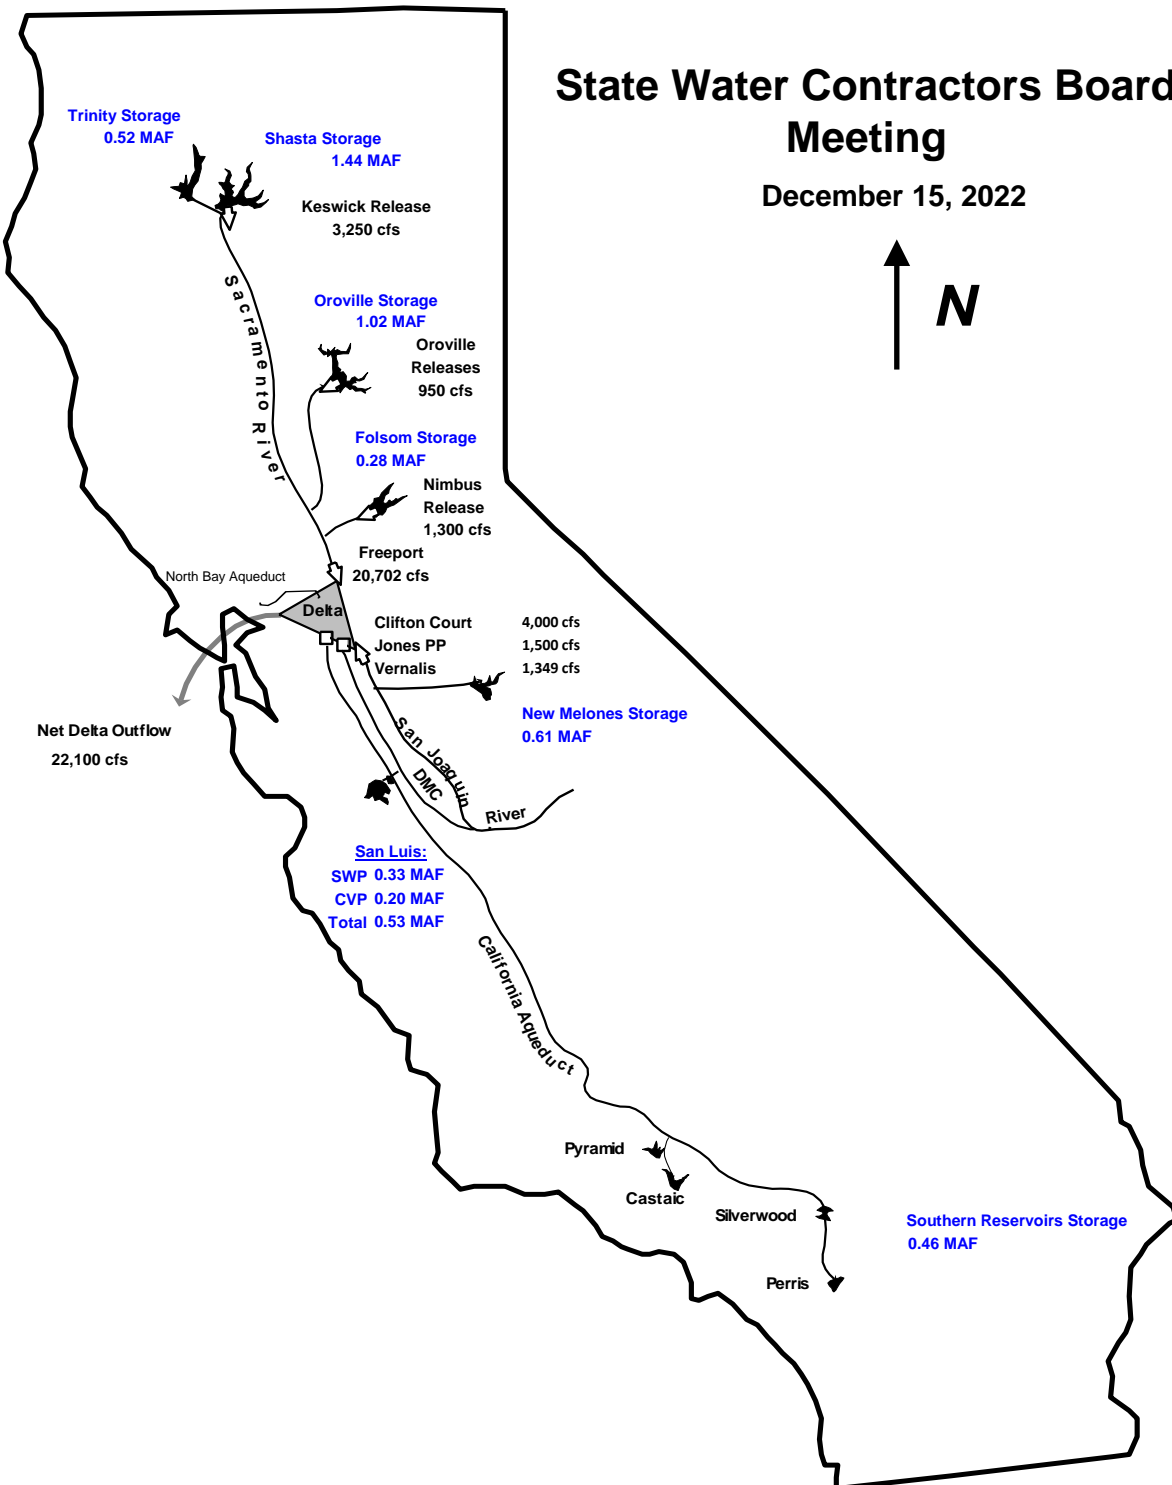 State Water Contractors Board
Meeting
December 15, 2022
N
Trinity Storage
0.52 MAF
Shasta Storage
1.44 MAF
Keswick Release
3,250 cfs
Sacramento River
Oroville Storage
1.02 MAF
Oroville
Releases
950 cfs
Folsom Storage
0.28 MAF
Nimbus
Release
1,300 cfs
Freeport
20,702 cfs
North Bay Aqueduct
Delta
Clifton Court 4,000 cfs
Jones PP 1,500 cfs
Vernalis 1,349 cfs
New Melones Storage
0.61 MAF
Net Delta Outflow
22,100 cfs
San Joaquin
River
DMC
San Luis:
SWP 0.33 MAF
CVP 0.20 MAF
Total 0.53 MAF
California Aqueduct
Pyramid
Castaic
Silverwood
Perris
Southern Reservoirs Storage
0.46 MAF